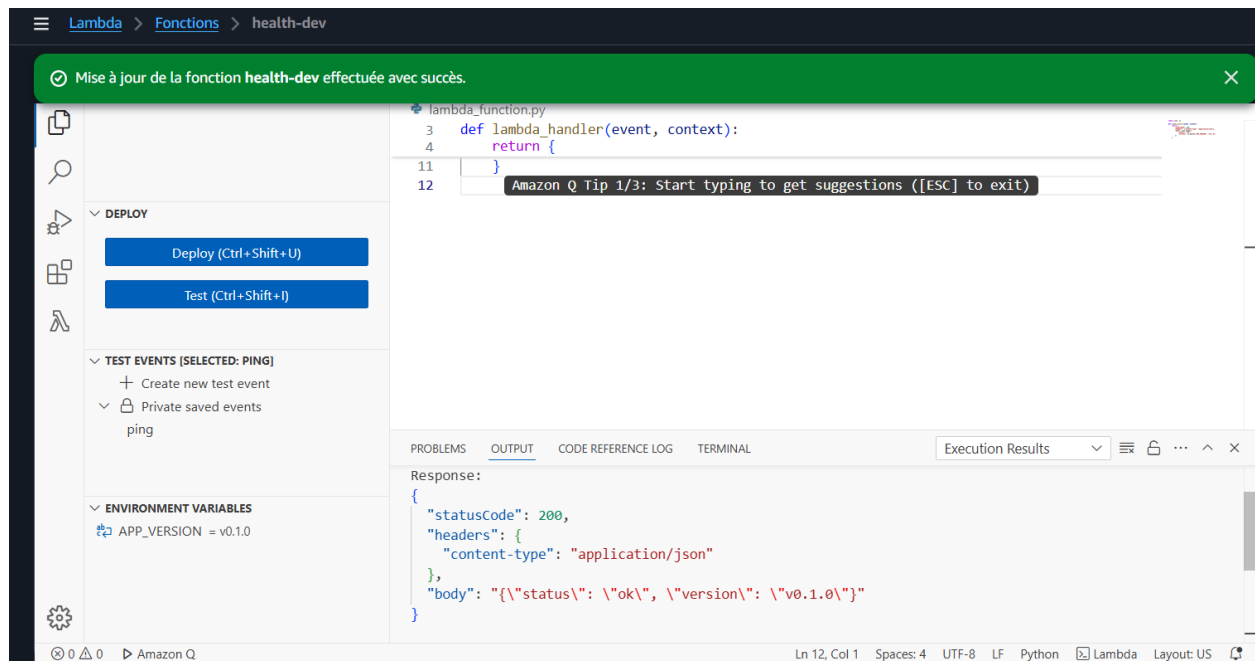 Lambda > Fonctions > health-dev
Mise à jour de la fonction health-dev effectuée avec succès.
lambda_function.py
3 def lambda_handler(event, context):
4 return {
11 }
12 Amazon Q Tip 1/3: Start typing to get suggestions ([ESC] to exit)
DEPLOY
Deploy (Ctrl+Shift+U)
Test (Ctrl+Shift+I)
TEST EVENTS [SELECTED: PING]
Create new test event
Private saved events
ping
ENVIRONMENT VARIABLES
APP_VERSION = v0.1.0
PROBLEMS OUTPUT CODE REFERENCE LOG TERMINAL Execution Results
Response:
{
"statusCode": 200,
"headers": {
"content-type": "application/json"
},
"body": "{\"status\": \"ok\", \"version\": \"v0.1.0\"}"
}
0 0 Amazon Q Ln 12, Col 1 Spaces: 4 UTF-8 LF Python Lambda Layout: US